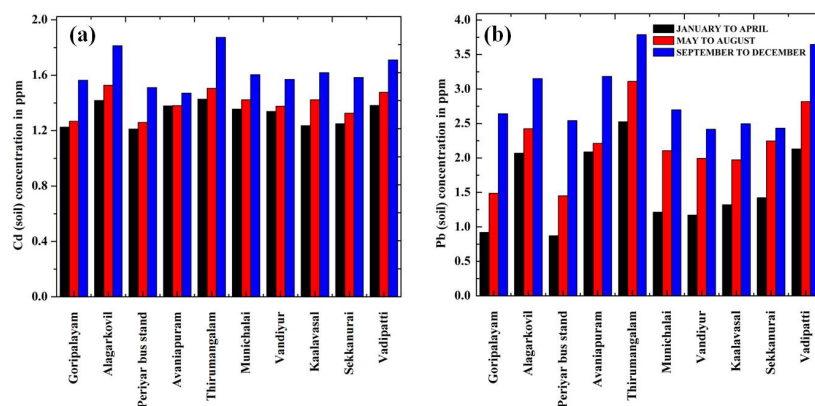 (a)
Cd (soil) concentration in ppm
2.0
1.6
1.2
0.8
0.4
0.0
Goripalayam
Alagarkovil
Periyar bus stand
Avaniapuram
Thirumangalam
Munichalai
Vandiyur
Kaalavasal
Sekkanurai
Vadipatti
(b)
JANUARY TO APRIL
MAY TO AUGUST
SEPTEMBER TO DECEMBER
Pb (soil) concentration in ppm
4.0
3.5
3.0
2.5
2.0
1.5
1.0
0.5
0.0
Goripalayam
Alagarkovil
Periyar bus stand
Avaniapuram
Thirumangalam
Munichalai
Vandiyur
Kaalavasal
Sekkanurai
Vadipatti